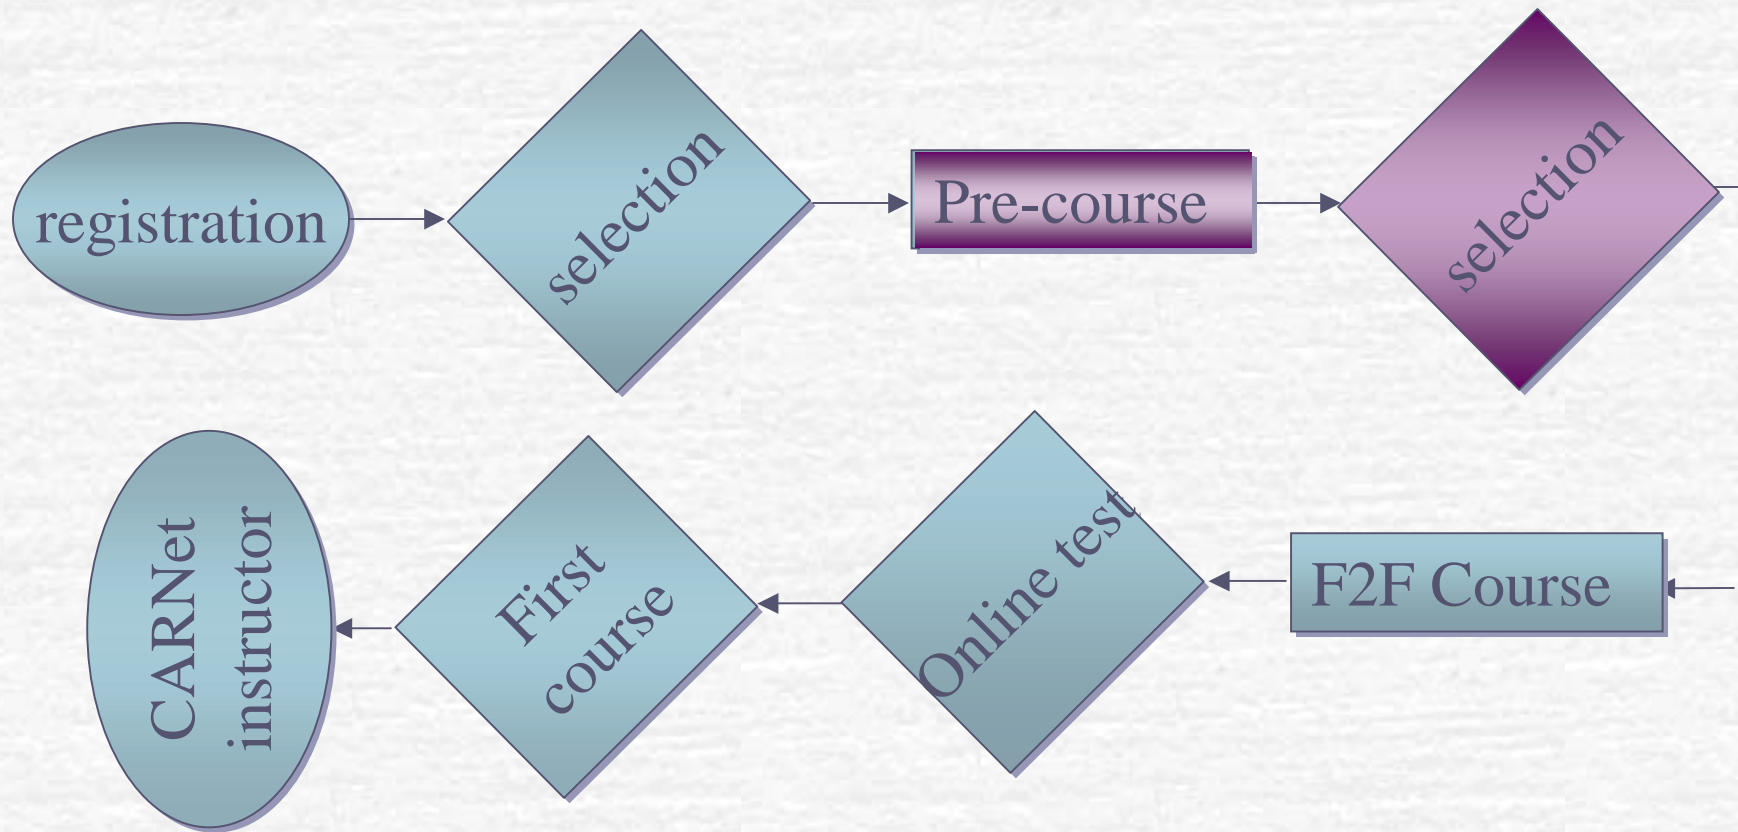 registration
selection
Pre-course
selection
F2F Course
Online test
First
course
CARNet
instructor